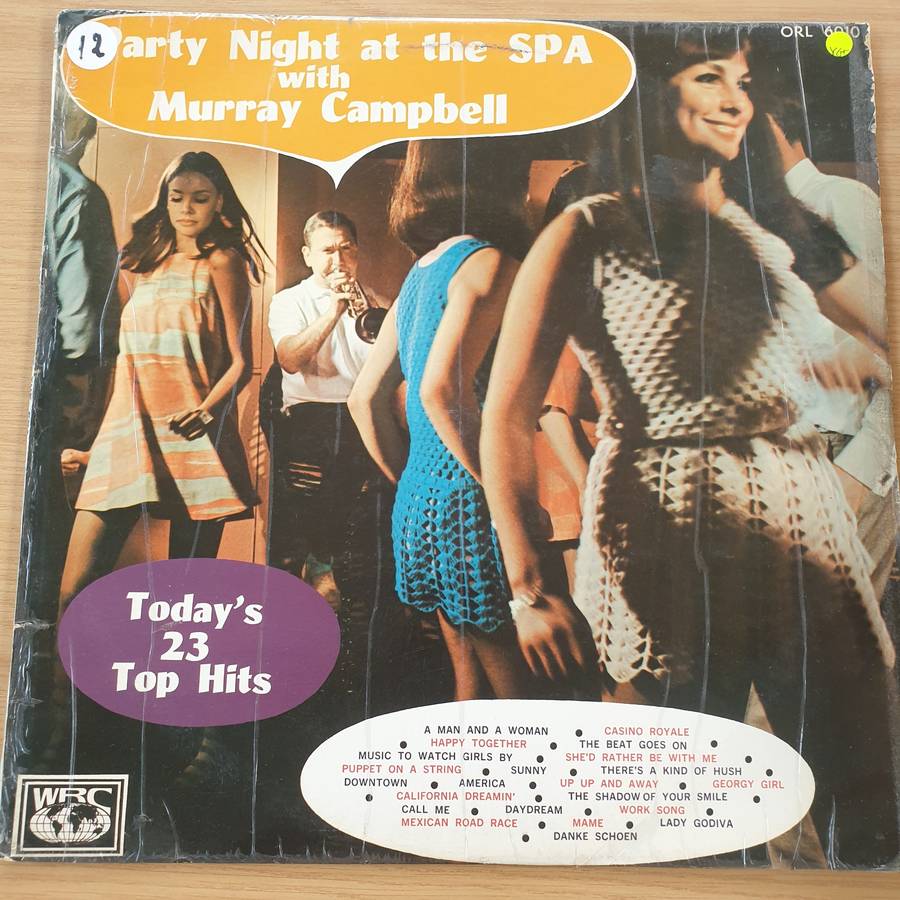 12
Party Night at the SPA
with
Murray Campbell
ORL 6010
Today's
23
Top Hits
A MAN AND A WOMAN • CASINO ROYALE
• HAPPY TOGETHER • THE BEAT GOES ON •
MUSIC TO WATCH GIRLS BY • SHE'D RATHER BE WITH ME •
PUPPET ON A STRING • SUNNY • THERE'S A KIND OF HUSH •
DOWNTOWN • AMERICA • UP UP AND AWAY • GEORGY GIRL
• CALIFORNIA DREAMIN' • THE SHADOW OF YOUR SMILE •
CALL ME • DAYDREAM • WORK SONG •
MEXICAN ROAD RACE • MAME • LADY GODIVA
• DANKE SCHOEN
WRC